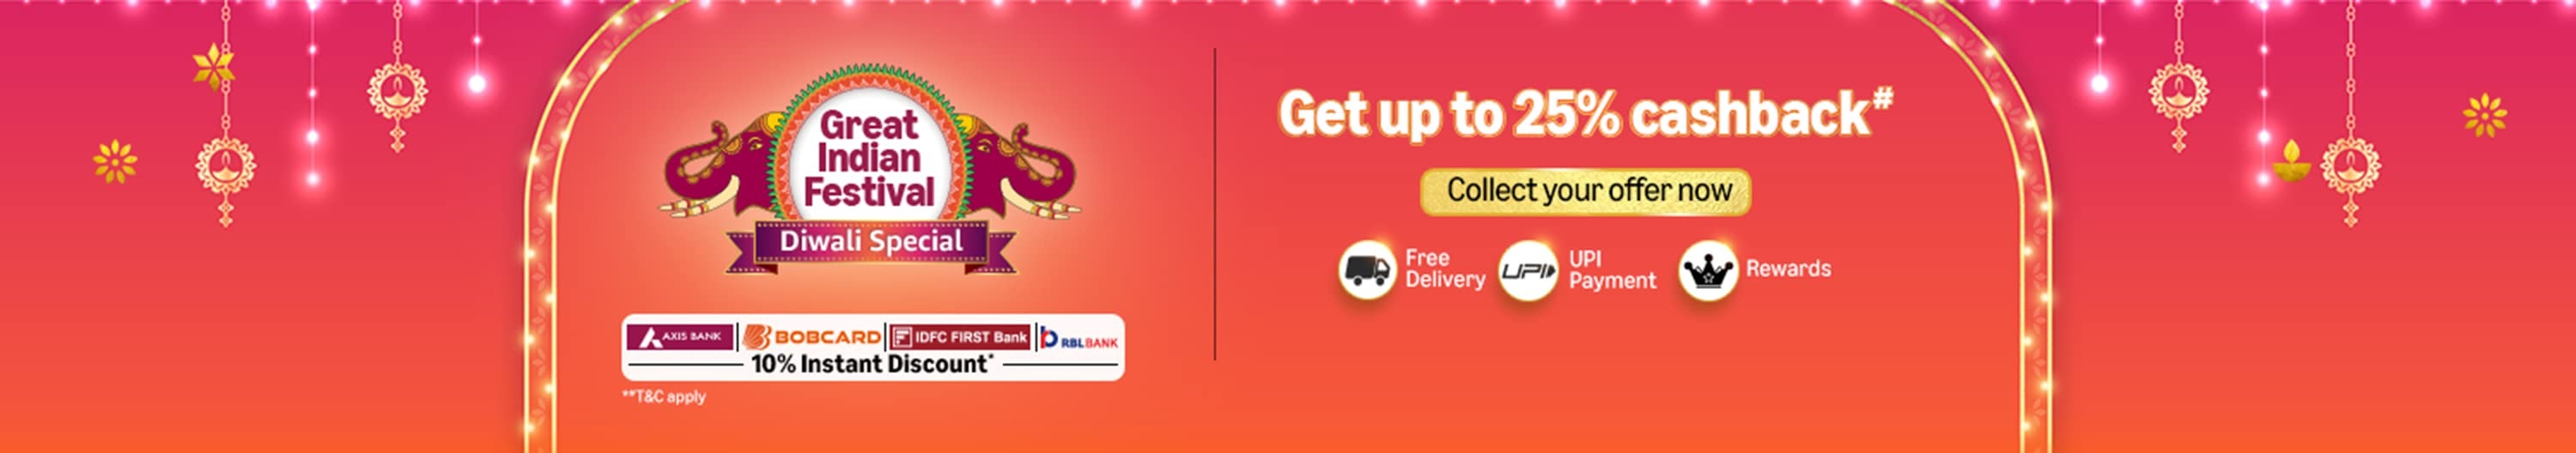 Great
Indian
Festival
Diwali Special
AXIS BANK BOBCARD IDFC FIRST Bank RBL BANK
10% Instant Discount*
**T&C apply
Get up to 25% cashback#
Collect your offer now
Free
Delivery
UPI
UPI
Payment
Rewards